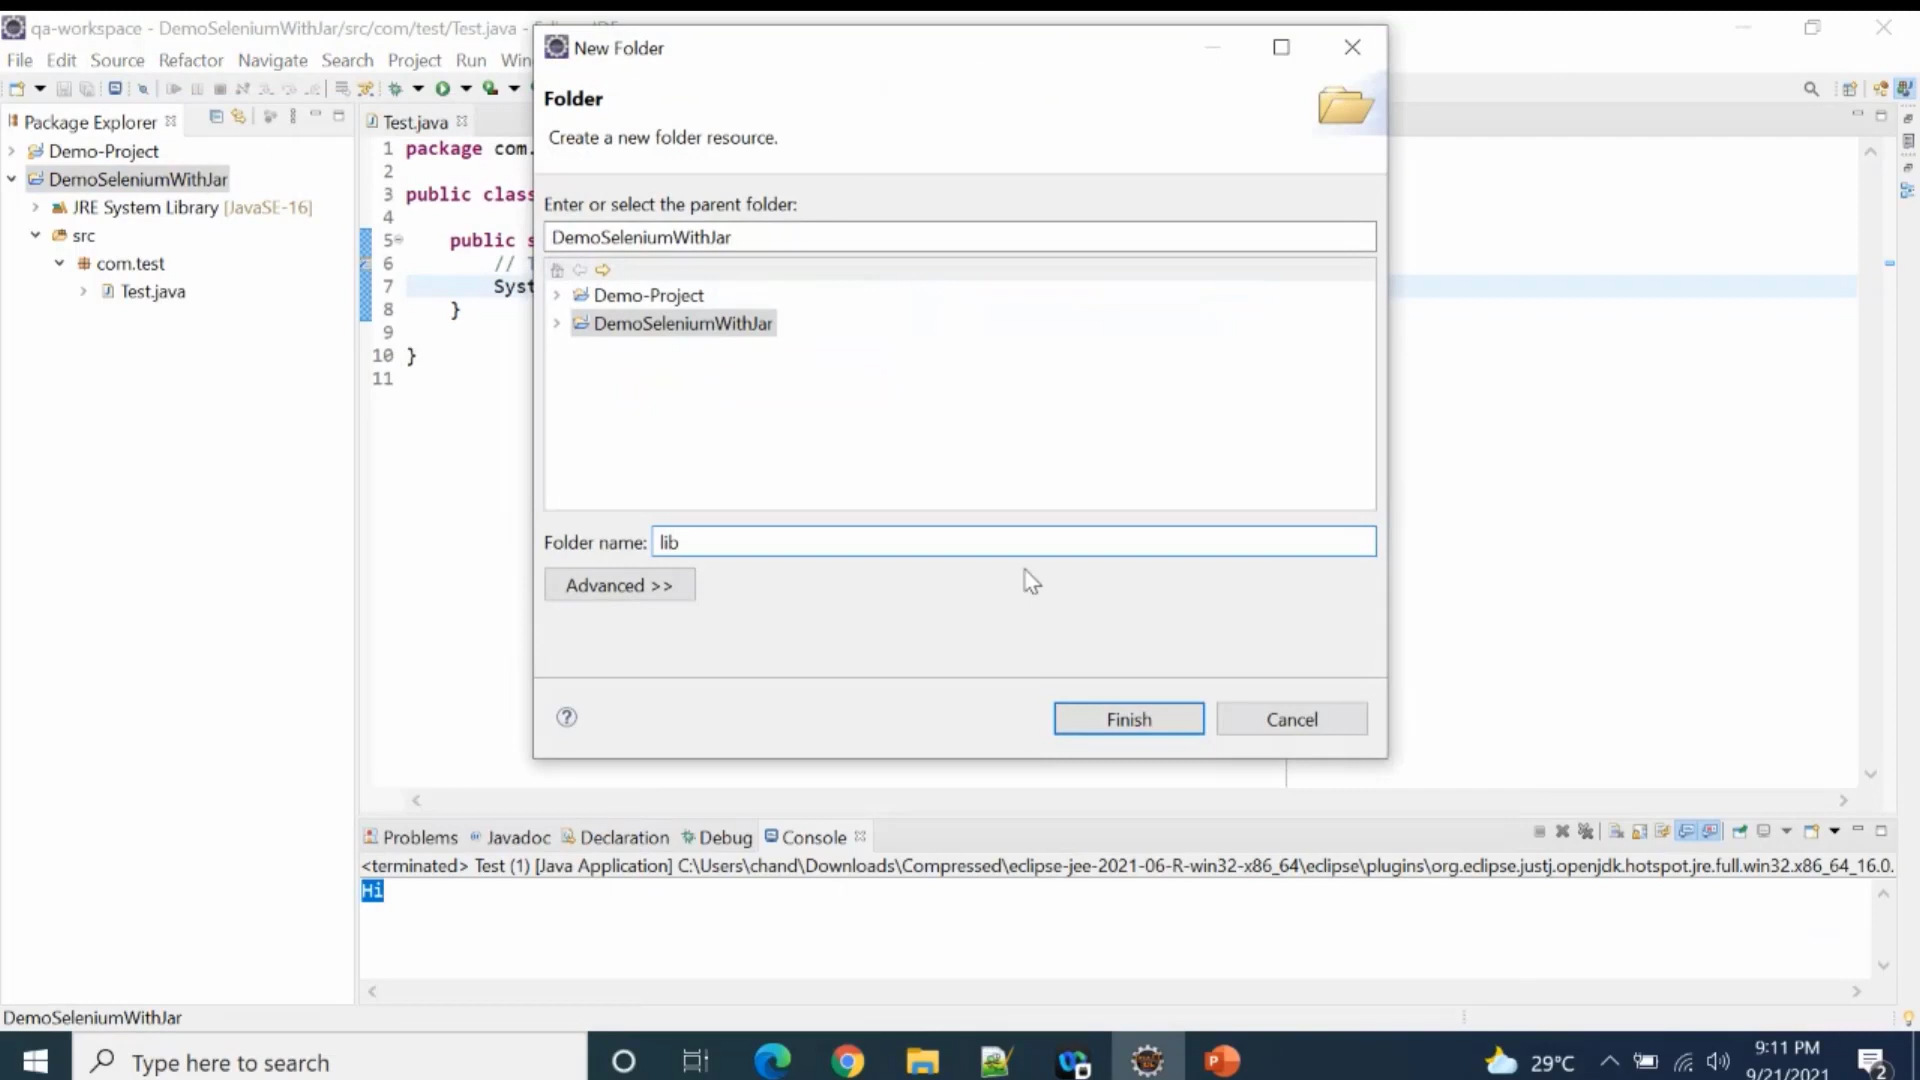 qa-workspace - DemoSeleniumWithJar/src/com/test/Test.java -
File Edit Source Refactor Navigate Search Project Run Win
Package Explorer
Demo-Project
DemoSeleniumWithJar
JRE System Library [JavaSE-16]
src
com.test
Test.java
Test.java
1 package com.
2
3 public class
4
5 public s
6 // T
7 Syst
8 }
9
10 }
11
New Folder
Folder
Create a new folder resource.
Enter or select the parent folder:
DemoSeleniumWithJar
Demo-Project
DemoSeleniumWithJar
Folder name: lib
Advanced >>
?
Finish Cancel
Problems Javadoc Declaration Debug Console
<terminated> Test (1) [Java Application] C:\Users\chand\Downloads\Compressed\eclipse-jee-2021-06-R-win32-x86_64\eclipse\plugins\org.eclipse.justj.openjdk.hotspot.jre.full.win32.x86_64_16.0.
Hi
DemoSeleniumWithJar
Type here to search
29°C
9:11 PM
9/21/2021
2